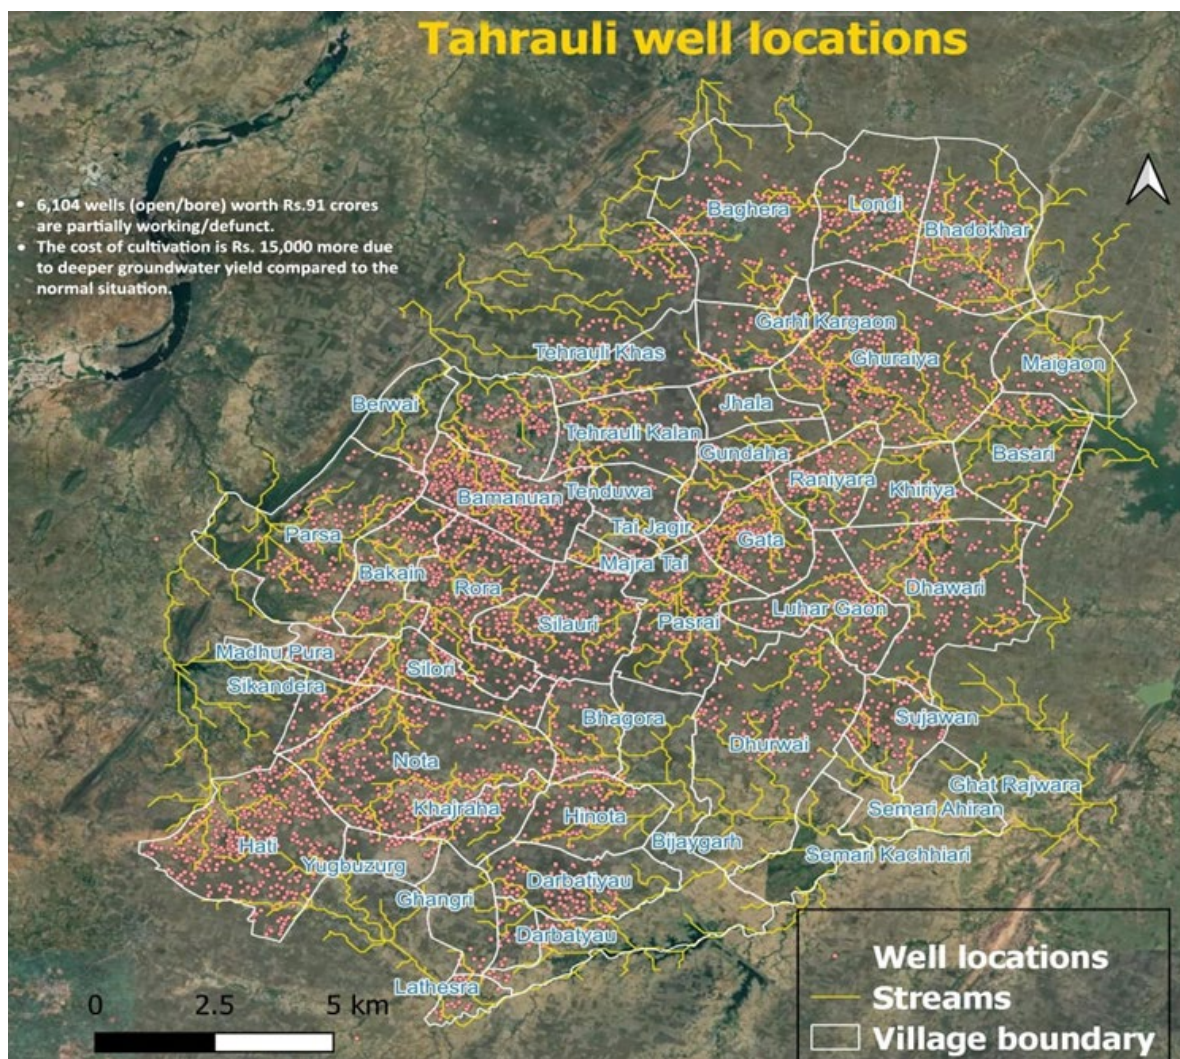 Tahrauli well locations
• 6,104 wells (open/bore) worth Rs.91 crores
are partially working/defunct.
• The cost of cultivation is Rs. 15,000 more due
to deeper groundwater yield compared to the
normal situation.
Baghera
Londi
Bhadokhar
Garhi Kargaon
Tehrauli Khas
Ghuraiya
Maigaon
Berwai
Jhala
Tehrauli Kalan
Gundaha
Basari
Raniyara
Khiriya
Bamanuan
Tenduwa
Tai Jagir
Parsa
Gata
Majra Tai
Bakain
Rora
Dhawari
Luhar Gaon
Silauri
Pasrai
Madhu Pura
Silori
Sikandera
Bhagora
Sujawan
Dhurwai
Nota
Ghat Rajwara
Khajraha
Hinota
Semari Ahiran
Hati
Bijaygarh
Semari Kachhiari
Yugbuzurg
Darbatiyau
Ghangri
Darbatyau
Lathesra
0 2.5 5 km
Well locations
Streams
Village boundary